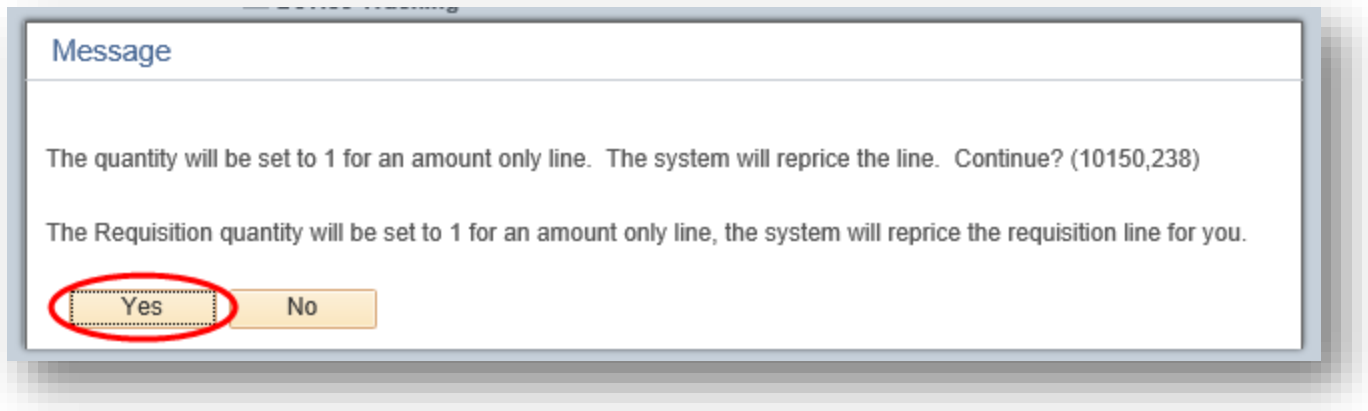 Message
The quantity will be set to 1 for an amount only line. The system will reprice the line. Continue? (10150,238)
The Requisition quantity will be set to 1 for an amount only line, the system will reprice the requisition line for you.
Yes No